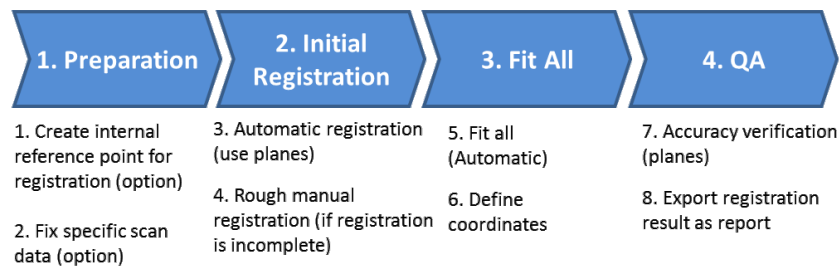 1. Preparation
2. Initial
Registration
3. Fit All
4. QA
1. Create internal
reference point for
registration (option)
2. Fix specific scan
data (option)
3. Automatic registration
(use planes)
4. Rough manual
registration (if registration
is incomplete)
5. Fit all
(Automatic)
6. Define
coordinates
7. Accuracy verification
(planes)
8. Export registration
result as report